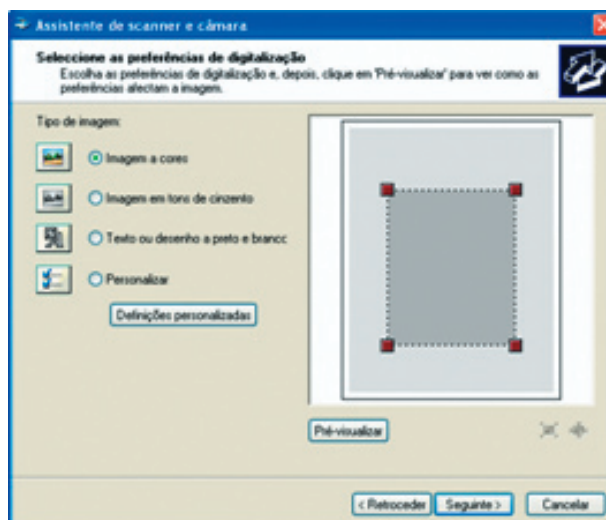 Assistente de scanner e câmara
Seleccione as preferências de digitalização
Escolha as preferências de digitalização e, depois, clique em 'Pré-visualizar' para ver como as
preferências afectam a imagem.
Tipo de imagem:
Imagem a cores
Imagem em tons de cinzento
Texto ou desenho a preto e branco
Personalizar
Definições personalizadas
Pré-visualizar
< Retroceder
Seguinte >
Cancelar